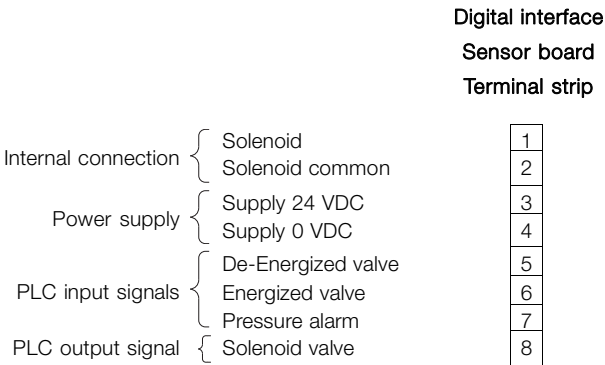 Digital interface
Sensor board
Terminal strip
Internal connection
Solenoid 1
Solenoid common 2
Power supply
Supply 24 VDC 3
Supply 0 VDC 4
PLC input signals
De-Energized valve 5
Energized valve 6
Pressure alarm 7
PLC output signal
Solenoid valve 8